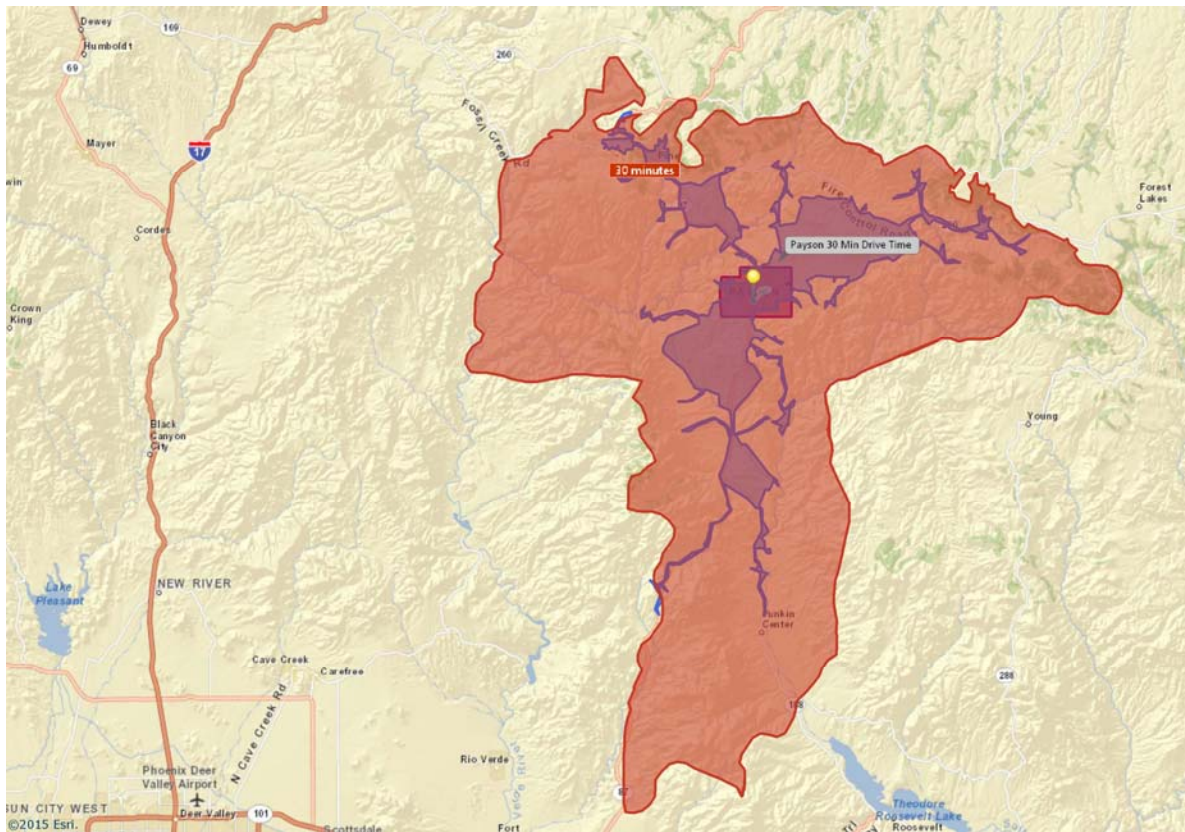 Dewey
169
Humboldt
69
260
Fossil Creek Rd
Mayer
17
30 minutes
Fire Control Road
Forest
Lakes
Cordes
Payson 30 Min Drive Time
Crown
King
Young
Black
Canyon
City
Lake
Pleasant
NEW RIVER
Center
Cave Creek
Carefree
288
N Cave Creek Rd
188
Rio Verde
Verde River
Phoenix Deer
Valley Airport
87
SUN CITY WEST
Deer Valley
101
Theodore
Roosevelt Lake
Roosevelt
©2015 Esri.
Scottsdale
Fort